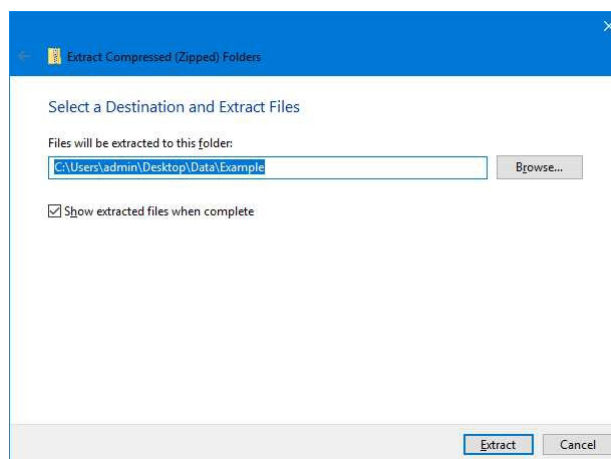 Extract Compressed (Zipped) Folders
Select a Destination and Extract Files
Files will be extracted to this folder:
C:\Users\admin\Desktop\Data\Example
Browse...
Show extracted files when complete
Extract
Cancel